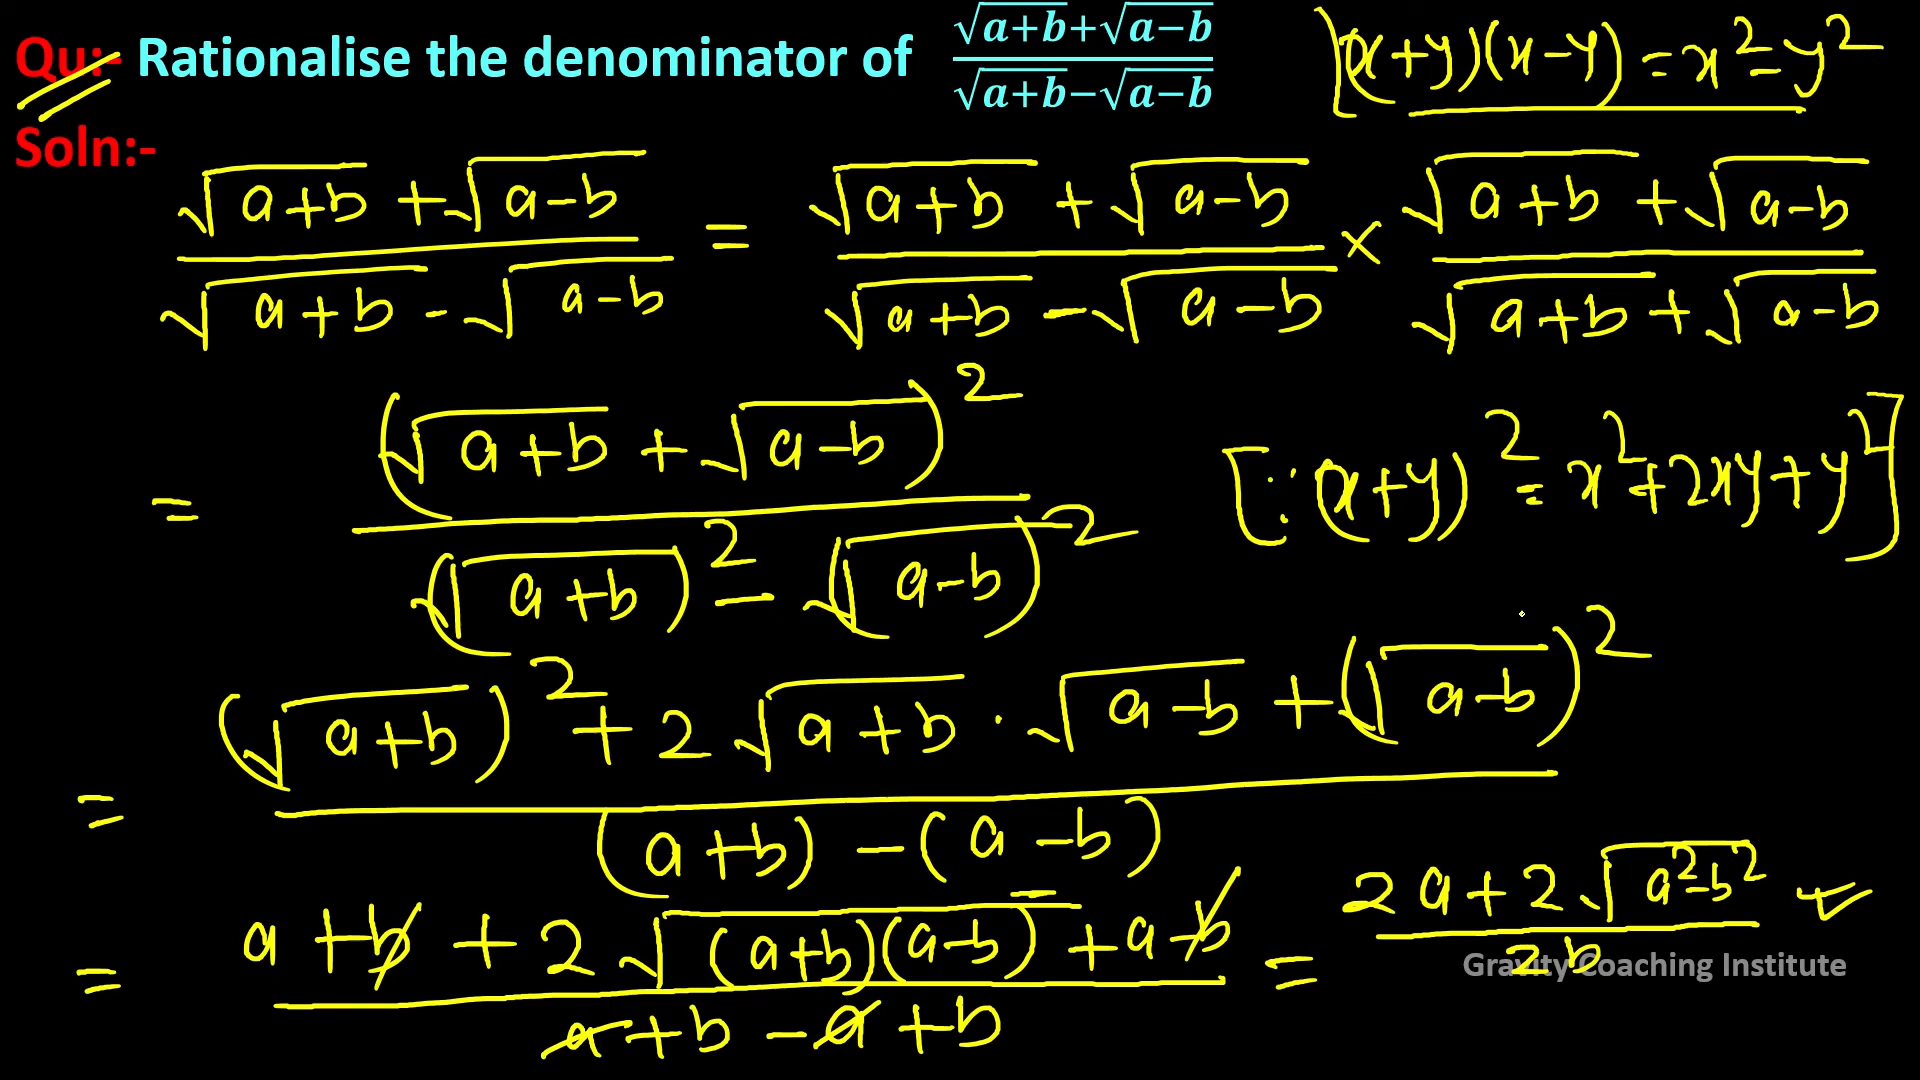 Qu:- Rationalise the denominator of (√(a+b)+√(a−b))/(√(a+b)−√(a−b)) [(x+y)(x-y) = x²-y²
Soln:-
(√(a+b) + √(a-b))/(√(a+b) - √(a-b)) = (√(a+b) + √(a-b))/(√(a+b) - √(a-b)) × (√(a+b) + √(a-b))/(√(a+b) + √(a-b))
= (√(a+b) + √(a-b))²/((√(a+b))² - (√(a-b))²) [∵ (x+y)² = x²+2xy+y²]
= ((√(a+b))² + 2√(a+b) · √(a-b) + (√(a-b))²)/((a+b) - (a-b))
= (a+b + 2√((a+b)(a-b)) + a-b)/(a+b-a+b) = (2a+2√(a²-b²))/(2b)
Gravity Coaching Institute